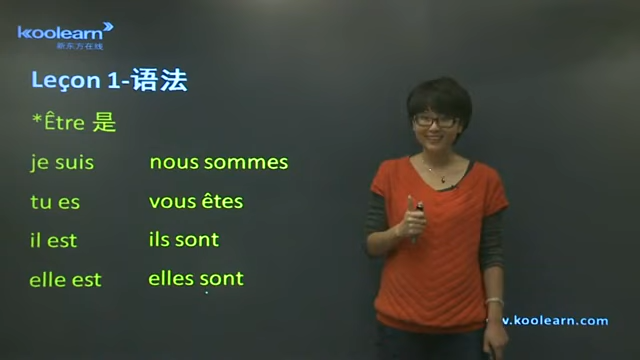 koolearn
新东方在线
Leçon 1-语法
*Être 是
je suis nous sommes
tu es vous êtes
il est ils sont
elle est elles sont
.koolearn.com